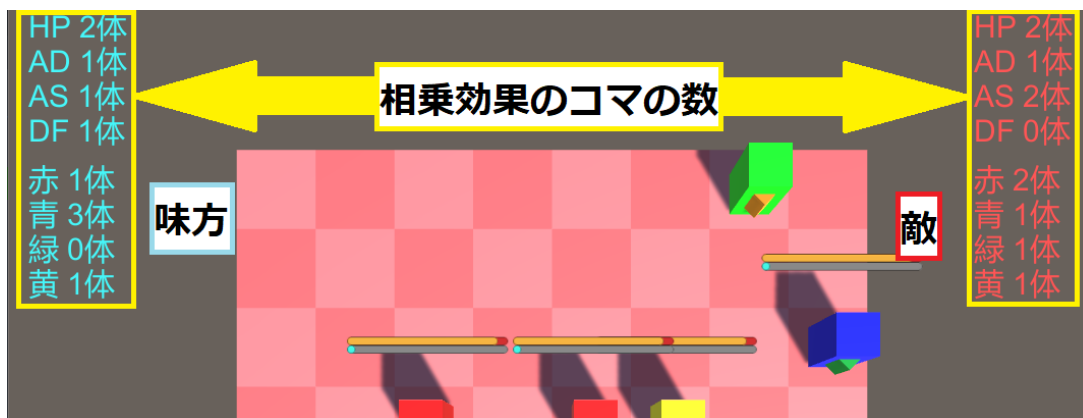 HP 2体
AD 1体
AS 1体
DF 1体
赤 1体
青 3体
緑 0体
黄 1体
相乗効果のコマの数
味方
敵
HP 2体
AD 1体
AS 2体
DF 0体
赤 2体
青 1体
緑 1体
黄 1体